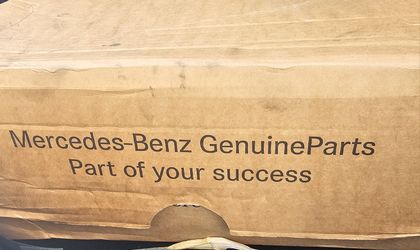 Mercedes-Benz GenuineParts
Part of your success